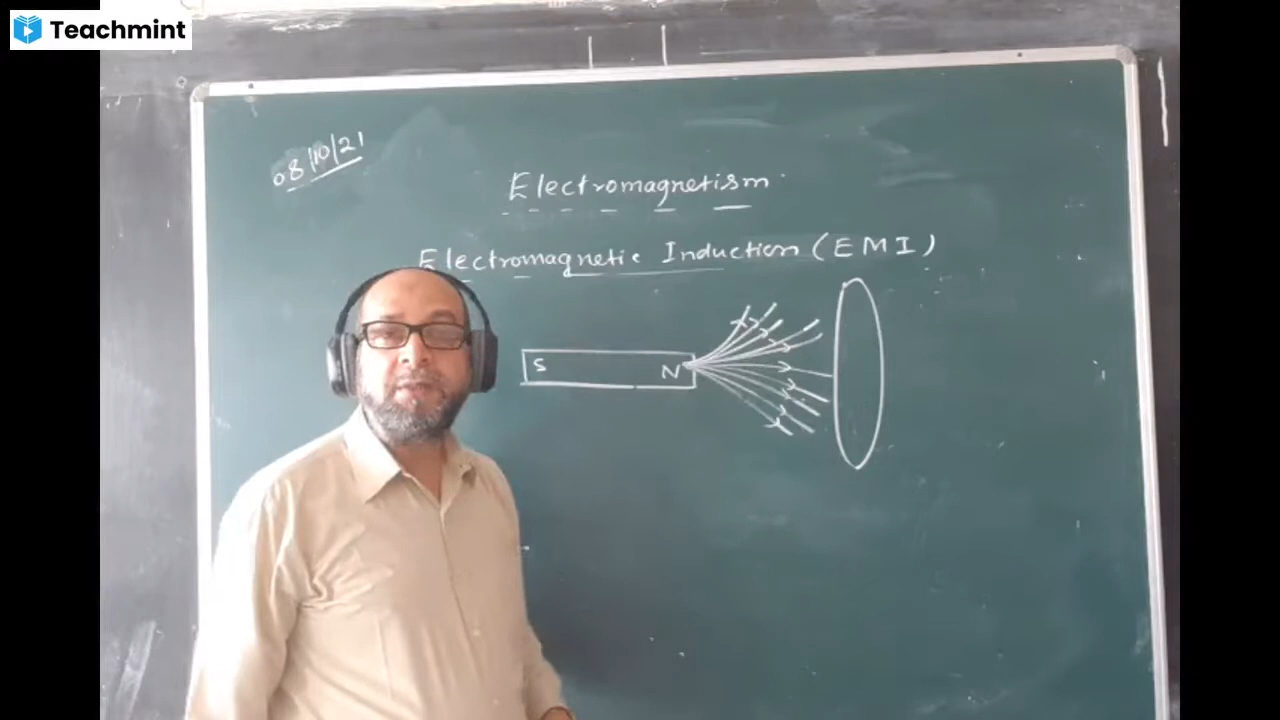 Teachmint
08/10/21
Electromagnetism
Electromagnetic Induction (EMI)
S
N